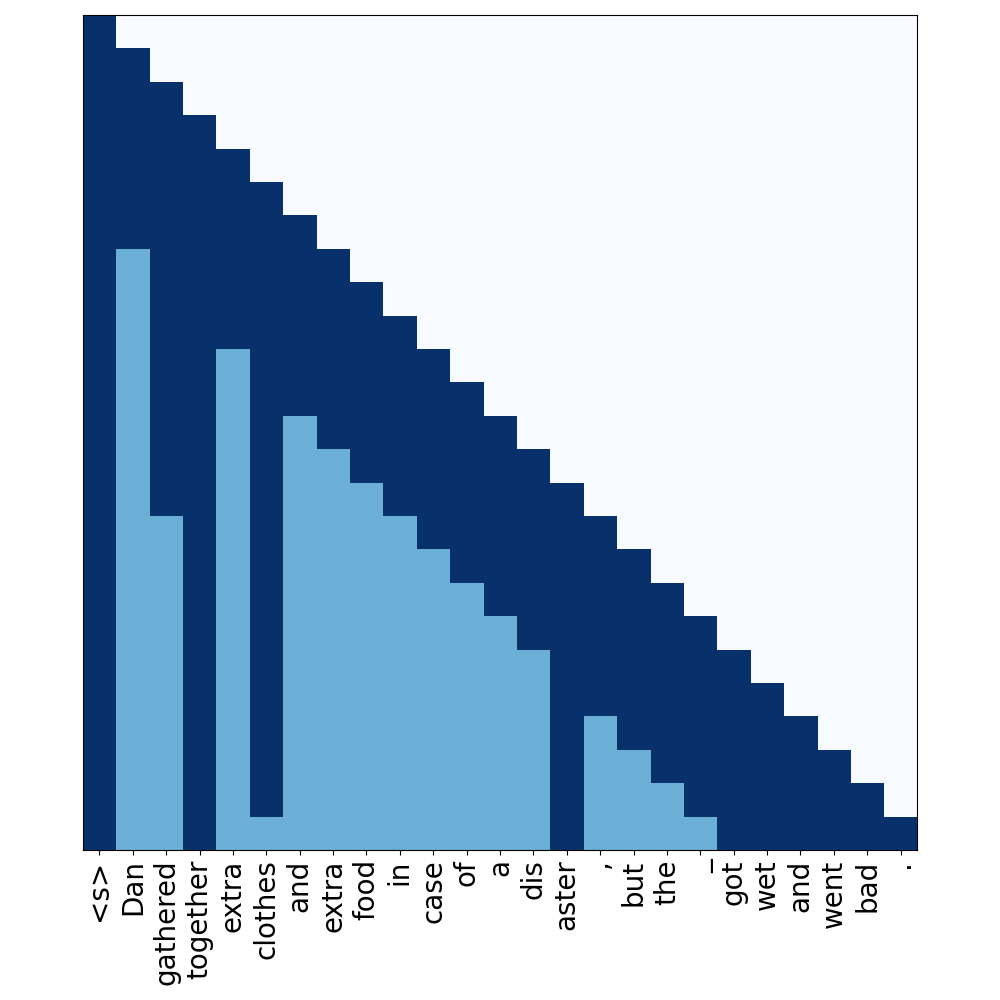 <s> Dan gathered together extra clothes and extra food in case of a dis aster , but the _ got wet and went bad .